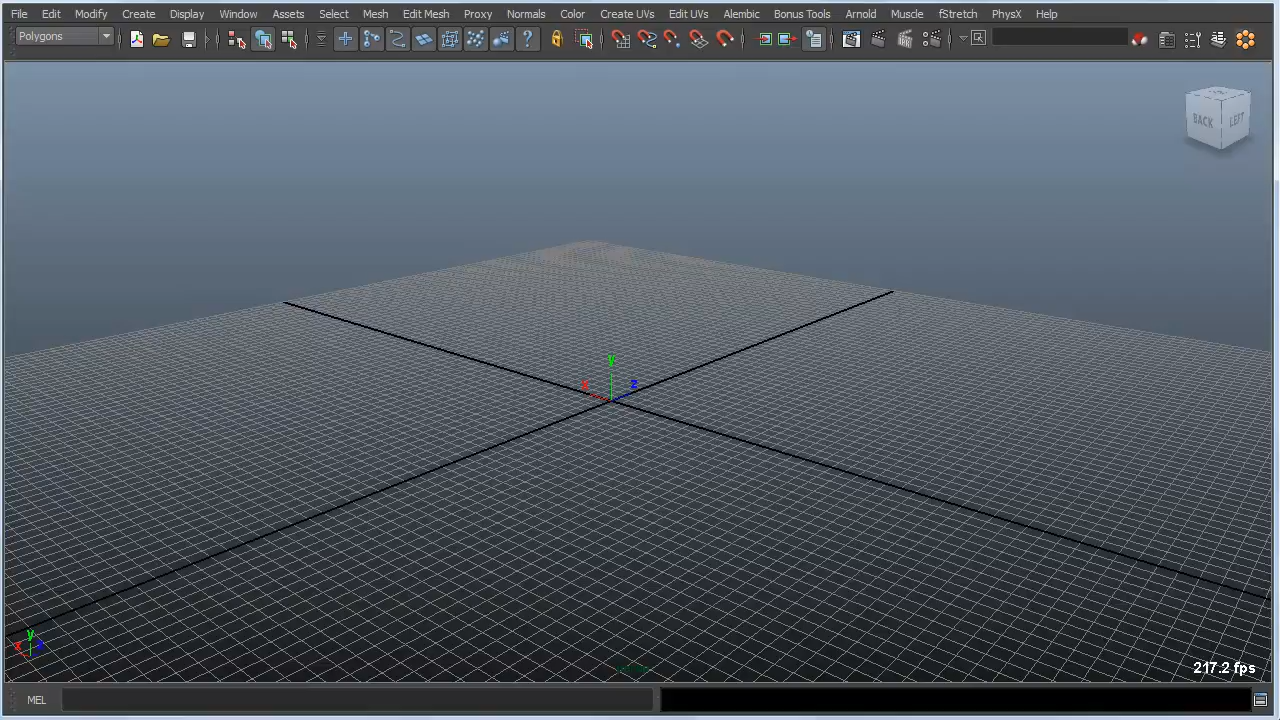 File Edit Modify Create Display Window Assets Select Mesh Edit Mesh Proxy Normals Color Create UVs Edit UVs Alembic Bonus Tools Arnold Muscle fStretch PhysX Help
Polygons
BACK LEFT
y
x z
y
x z
217.2 fps
MEL